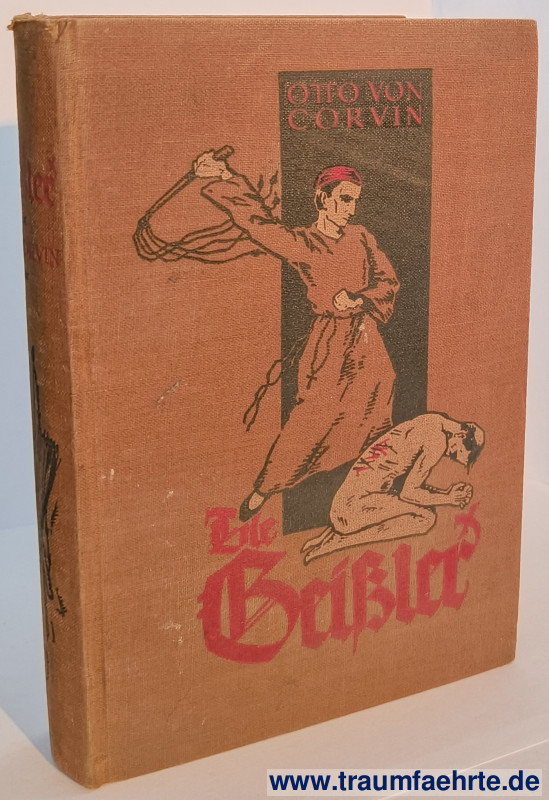 OTTO VON
CORVIN
Die
Geißler
www.traumfaehrte.de